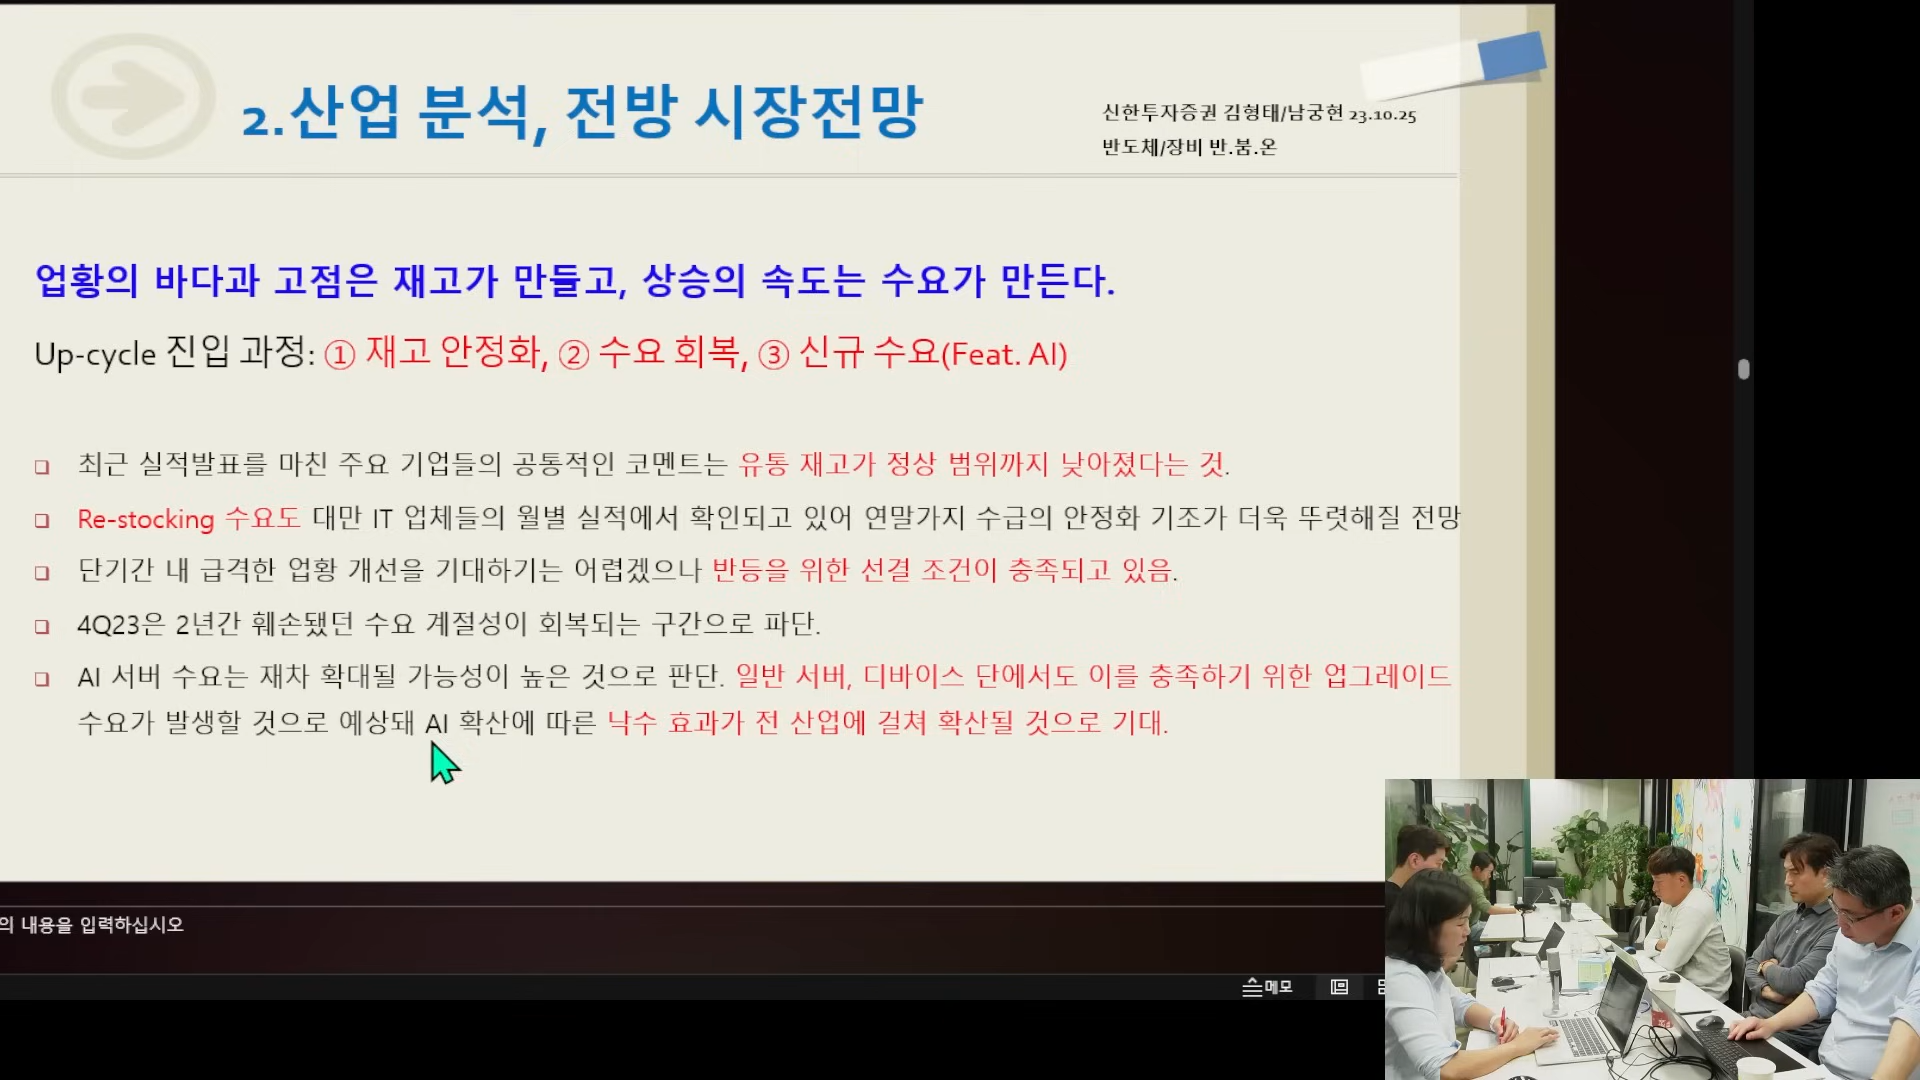 2.산업 분석, 전방 시장전망
신한투자증권 김형태/남궁현 23.10.25
반도체/장비 반.붐.온
업황의 바다과 고점은 재고가 만들고, 상승의 속도는 수요가 만든다.
Up-cycle 진입 과정: ① 재고 안정화, ② 수요 회복, ③ 신규 수요(Feat. AI)
❑ 최근 실적발표를 마친 주요 기업들의 공통적인 코멘트는 유통 재고가 정상 범위까지 낮아졌다는 것.
❑ Re-stocking 수요도 대만 IT 업체들의 월별 실적에서 확인되고 있어 연말가지 수급의 안정화 기조가 더욱 뚜렷해질 전망
❑ 단기간 내 급격한 업황 개선을 기대하기는 어렵겠으나 반등을 위한 선결 조건이 충족되고 있음.
❑ 4Q23은 2년간 훼손됐던 수요 계절성이 회복되는 구간으로 파단.
❑ AI 서버 수요는 재차 확대될 가능성이 높은 것으로 판단. 일반 서버, 디바이스 단에서도 이를 충족하기 위한 업그레이드
수요가 발생할 것으로 예상돼 AI 확산에 따른 낙수 효과가 전 산업에 걸쳐 확산될 것으로 기대.
의 내용을 입력하십시오
메모